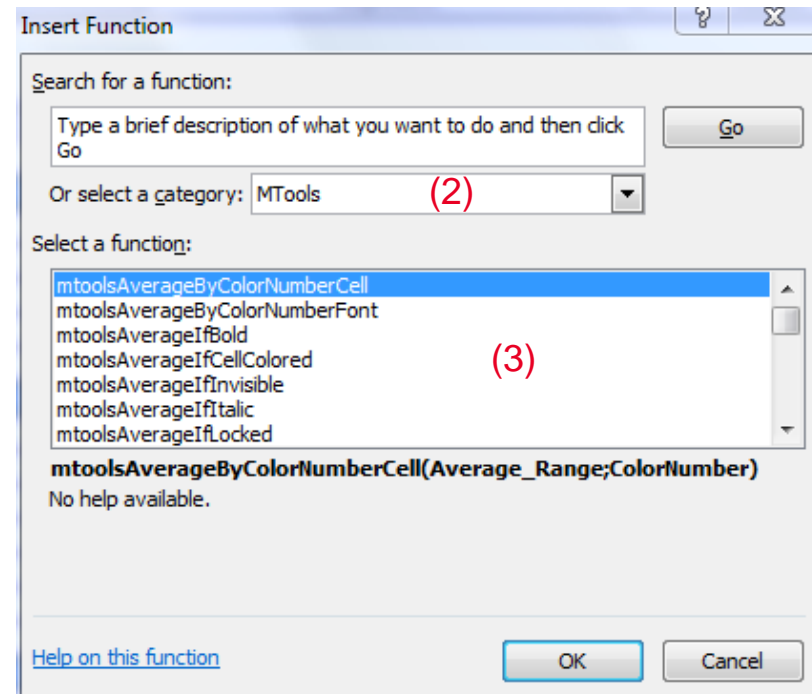 Insert Function
Search for a function:
Type a brief description of what you want to do and then click
Go
Go
Or select a category: MTools (2)
Select a function:
mtoolsAverageByColorNumberCell
mtoolsAverageByColorNumberFont
mtoolsAverageIfBold
mtoolsAverageIfCellColored
mtoolsAverageIfInvisible
mtoolsAverageIfItalic
mtoolsAverageIfLocked
(3)
mtoolsAverageByColorNumberCell(Average_Range;ColorNumber)
No help available.
Help on this function
OK
Cancel